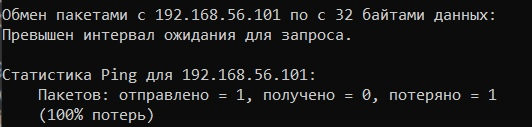 Обмен пакетами с 192.168.56.101 по с 32 байтами данных:
Превышен интервал ожидания для запроса.
Статистика Ping для 192.168.56.101:
Пакетов: отправлено = 1, получено = 0, потеряно = 1
(100% потерь)